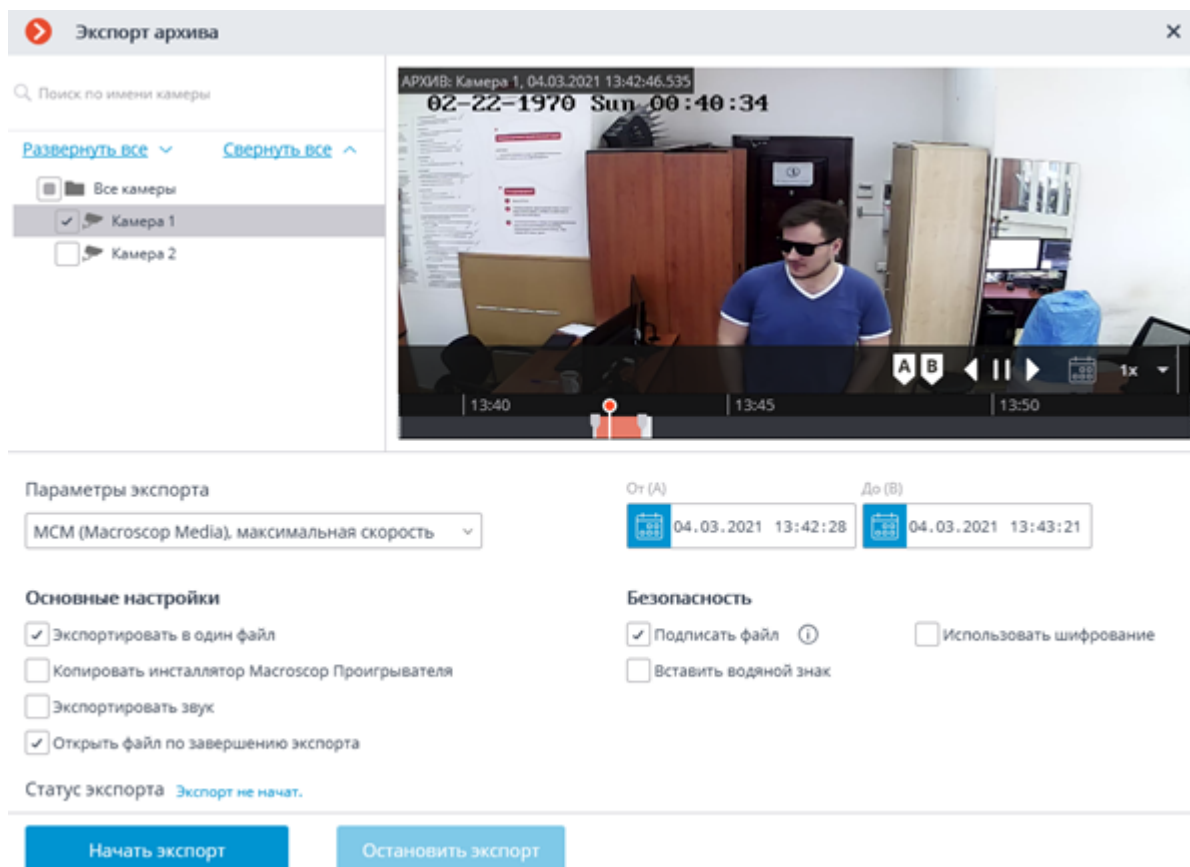 Экспорт архива
Поиск по имени камеры
Развернуть все Свернуть все
Все камеры
Камера 1
Камера 2
АРХИВ: Камера 1, 04.03.2021 13:42:46.535
02-22-1970 Sun 00:40:34
A B 1x
13:40 13:45 13:50
Параметры экспорта
От (A) До (B)
MCM (Macroscop Media), максимальная скорость
04.03.2021 13:42:28 04.03.2021 13:43:21
Основные настройки Безопасность
Экспортировать в один файл Подписать файл Использовать шифрование
Копировать инсталлятор Macroscop Проигрывателя Вставить водяной знак
Экспортировать звук
Открыть файл по завершению экспорта
Статус экспорта Экспорт не начат.
Начать экспорт Остановить экспорт